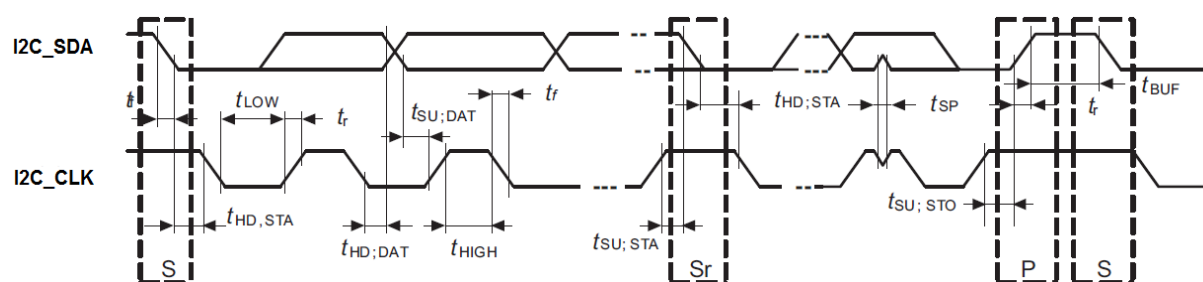 I2C_SDA
tf
tLOW
tr
tSU;DAT
tf
tHD,STA
tSP
tr
tBUF
I2C_CLK
tHD,STA
tHD;DAT
tHIGH
tSU;STA
tSU;STO
S
Sr
P
S